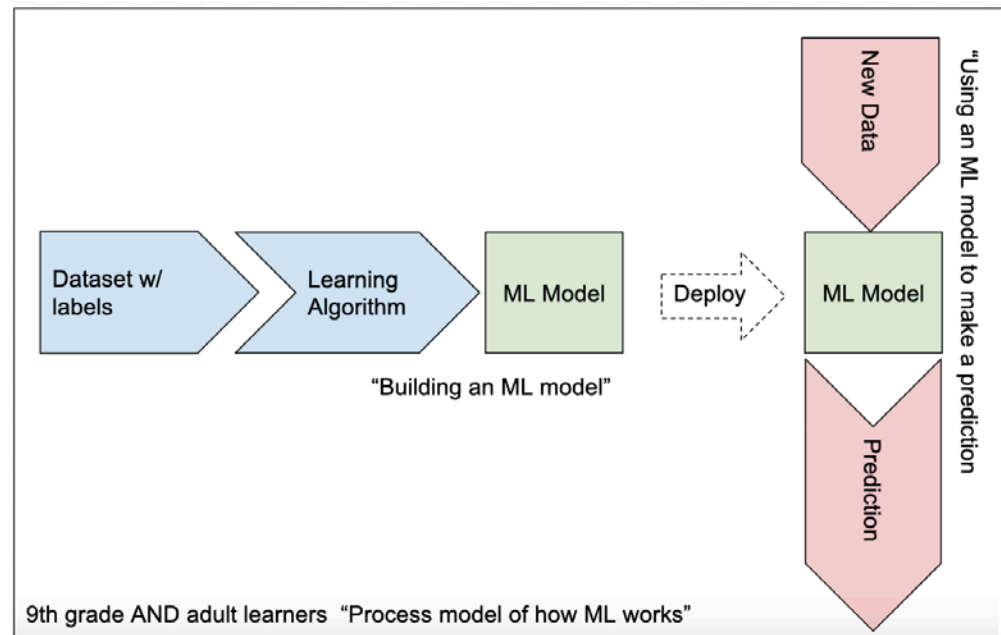 New Data
“Using an ML model to make a prediction
Dataset w/
labels
Learning
Algorithm
ML Model
Deploy
ML Model
“Building an ML model”
Prediction
9th grade AND adult learners “Process model of how ML works”